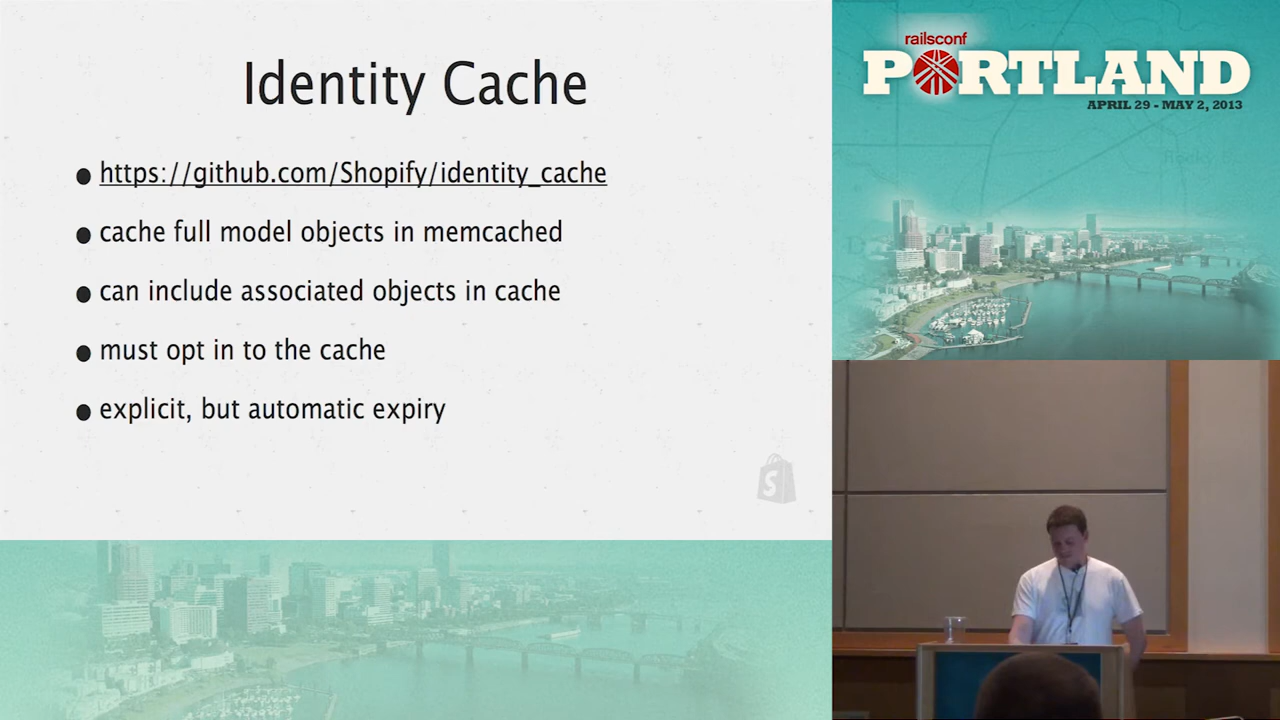 Identity Cache
• https://github.com/Shopify/identity_cache
• cache full model objects in memcached
• can include associated objects in cache
• must opt in to the cache
• explicit, but automatic expiry
S
railsconf
PORTLAND
APRIL 29 - MAY 2, 2013